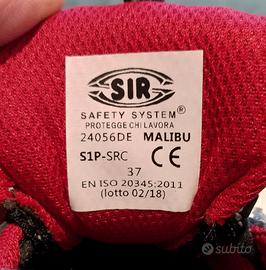 SIR
SAFETY SYSTEM®
PROTEGGE CHI LAVORA
24056DE MALIBU
S1P-SRC CE
37
EN ISO 20345:2011
(lotto 02/18)
subito